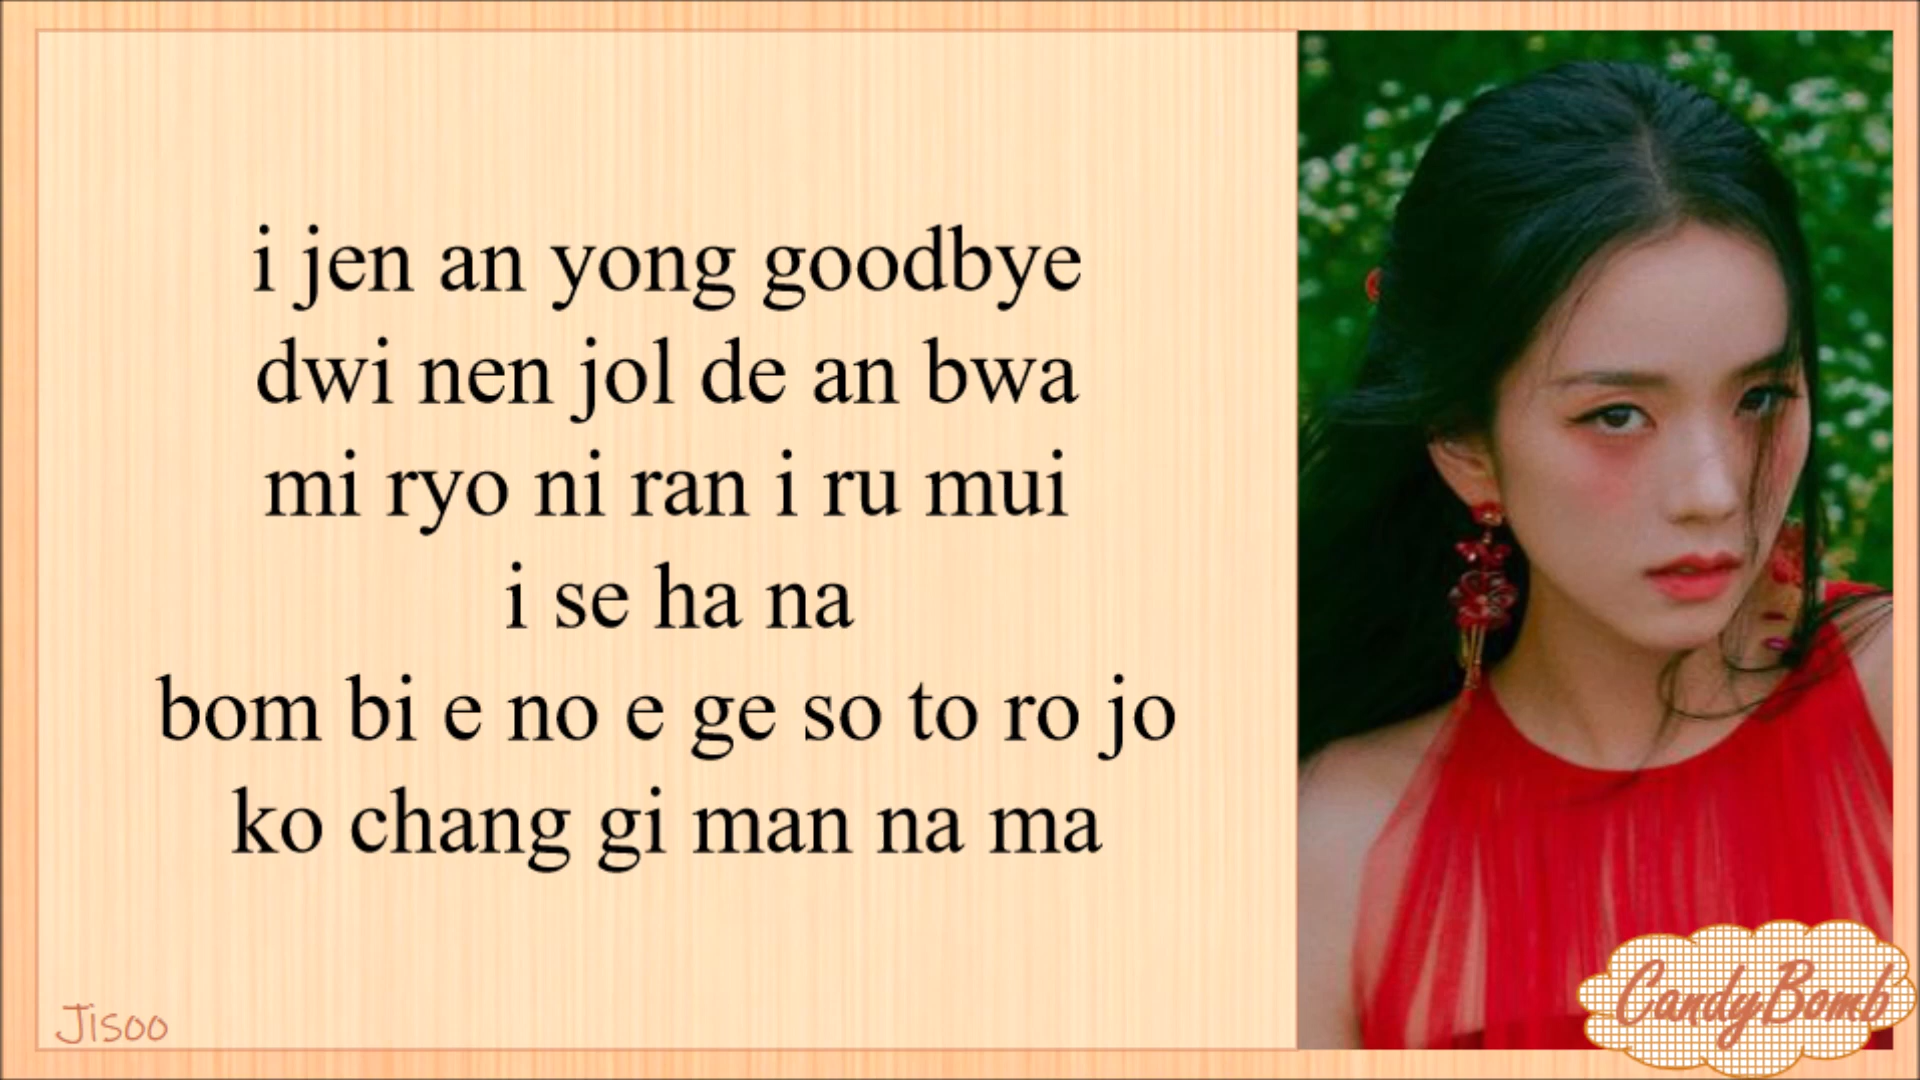 i jen an yong goodbye
dwi nen jol de an bwa
mi ryo ni ran i ru mui
i se ha na
bom bi e no e ge so to ro jo
ko chang gi man na ma
Jisoo
CandyBomb